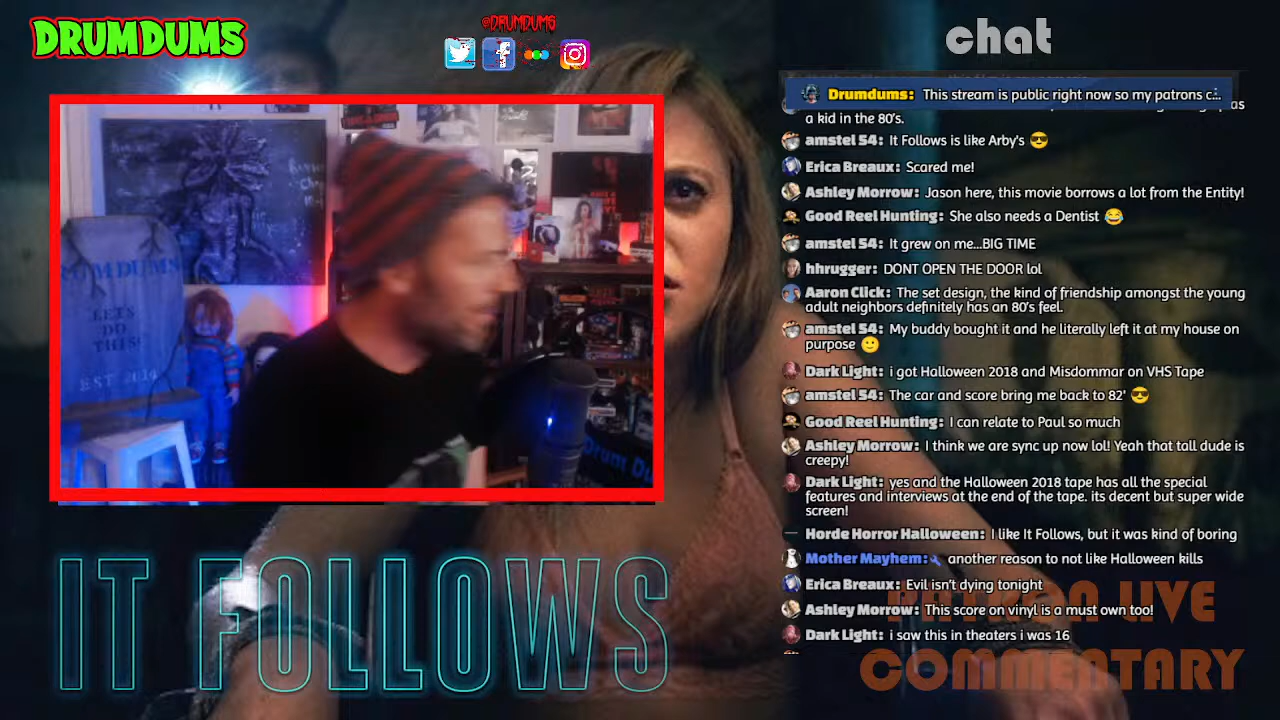 DRUMDUMS
@DRUMDUMS
chat
Drumdums: This stream is public right now so my patrons c...
as
a kid in the 80's.
amstel 54: It Follows is like Arby's 😎
Erica Breaux: Scared me!
Ashley Morrow: Jason here, this movie borrows a lot from the Entity!
Good Reel Hunting: She also needs a Dentist 😂
amstel 54: It grew on me...BIG TIME
hhrugger: DONT OPEN THE DOOR lol
Aaron Click: The set design, the kind of friendship amongst the young
adult neighbors definitely has an 80's feel.
amstel 54: My buddy bought it and he literally left it at my house on
purpose 🙂
Dark Light: i got Halloween 2018 and Misdommar on VHS Tape
amstel 54: The car and score bring me back to 82' 😎
Good Reel Hunting: I can relate to Paul so much
Ashley Morrow: I think we are sync up now lol! Yeah that tall dude is
creepy!
Dark Light: yes and the Halloween 2018 tape has all the special
features and interviews at the end of the tape. its decent but super wide
screen!
Horde Horror Halloween: I like It Follows, but it was kind of boring
Mother Mayhem: another reason to not like Halloween kills
Erica Breaux: Evil isn't dying tonight
Ashley Morrow: This score on vinyl is a must own too!
Dark Light: i saw this in theaters i was 16
DRUMDUMS
LETS
DO
THIS
EST 2014
Drum Du
IT FOLLOWS
PATRON LIVE
COMMENTARY